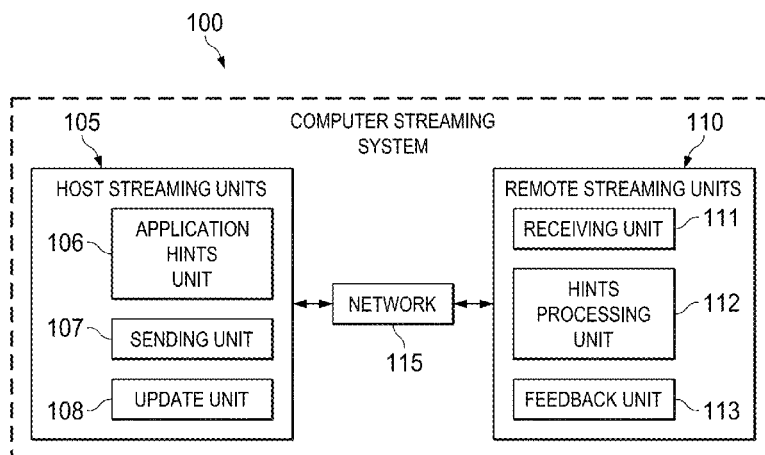 100
105
COMPUTER STREAMING
SYSTEM
110
HOST STREAMING UNITS
106
APPLICATION
HINTS
UNIT
107
SENDING UNIT
108
UPDATE UNIT
NETWORK
115
REMOTE STREAMING UNITS
RECEIVING UNIT
111
HINTS
PROCESSING
UNIT
112
FEEDBACK UNIT
113